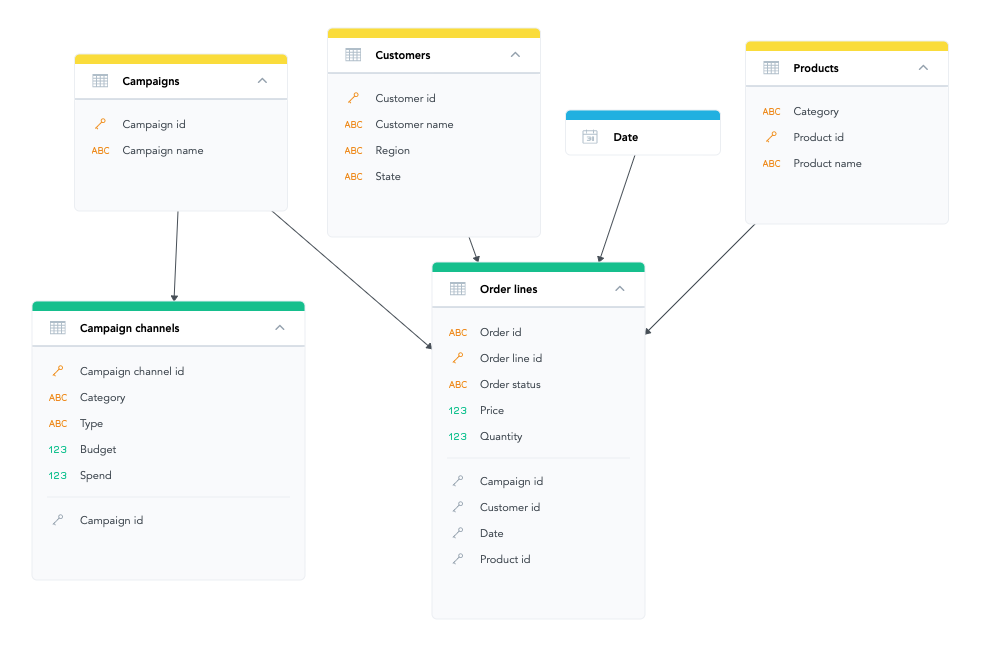 Campaigns
Campaign id
ABC Campaign name
Customers
Customer id
ABC Customer name
ABC Region
ABC State
Date
Products
ABC Category
Product id
ABC Product name
Campaign channels
Campaign channel id
ABC Category
ABC Type
123 Budget
123 Spend
Campaign id
Order lines
ABC Order id
Order line id
ABC Order status
123 Price
123 Quantity
Campaign id
Customer id
Date
Product id